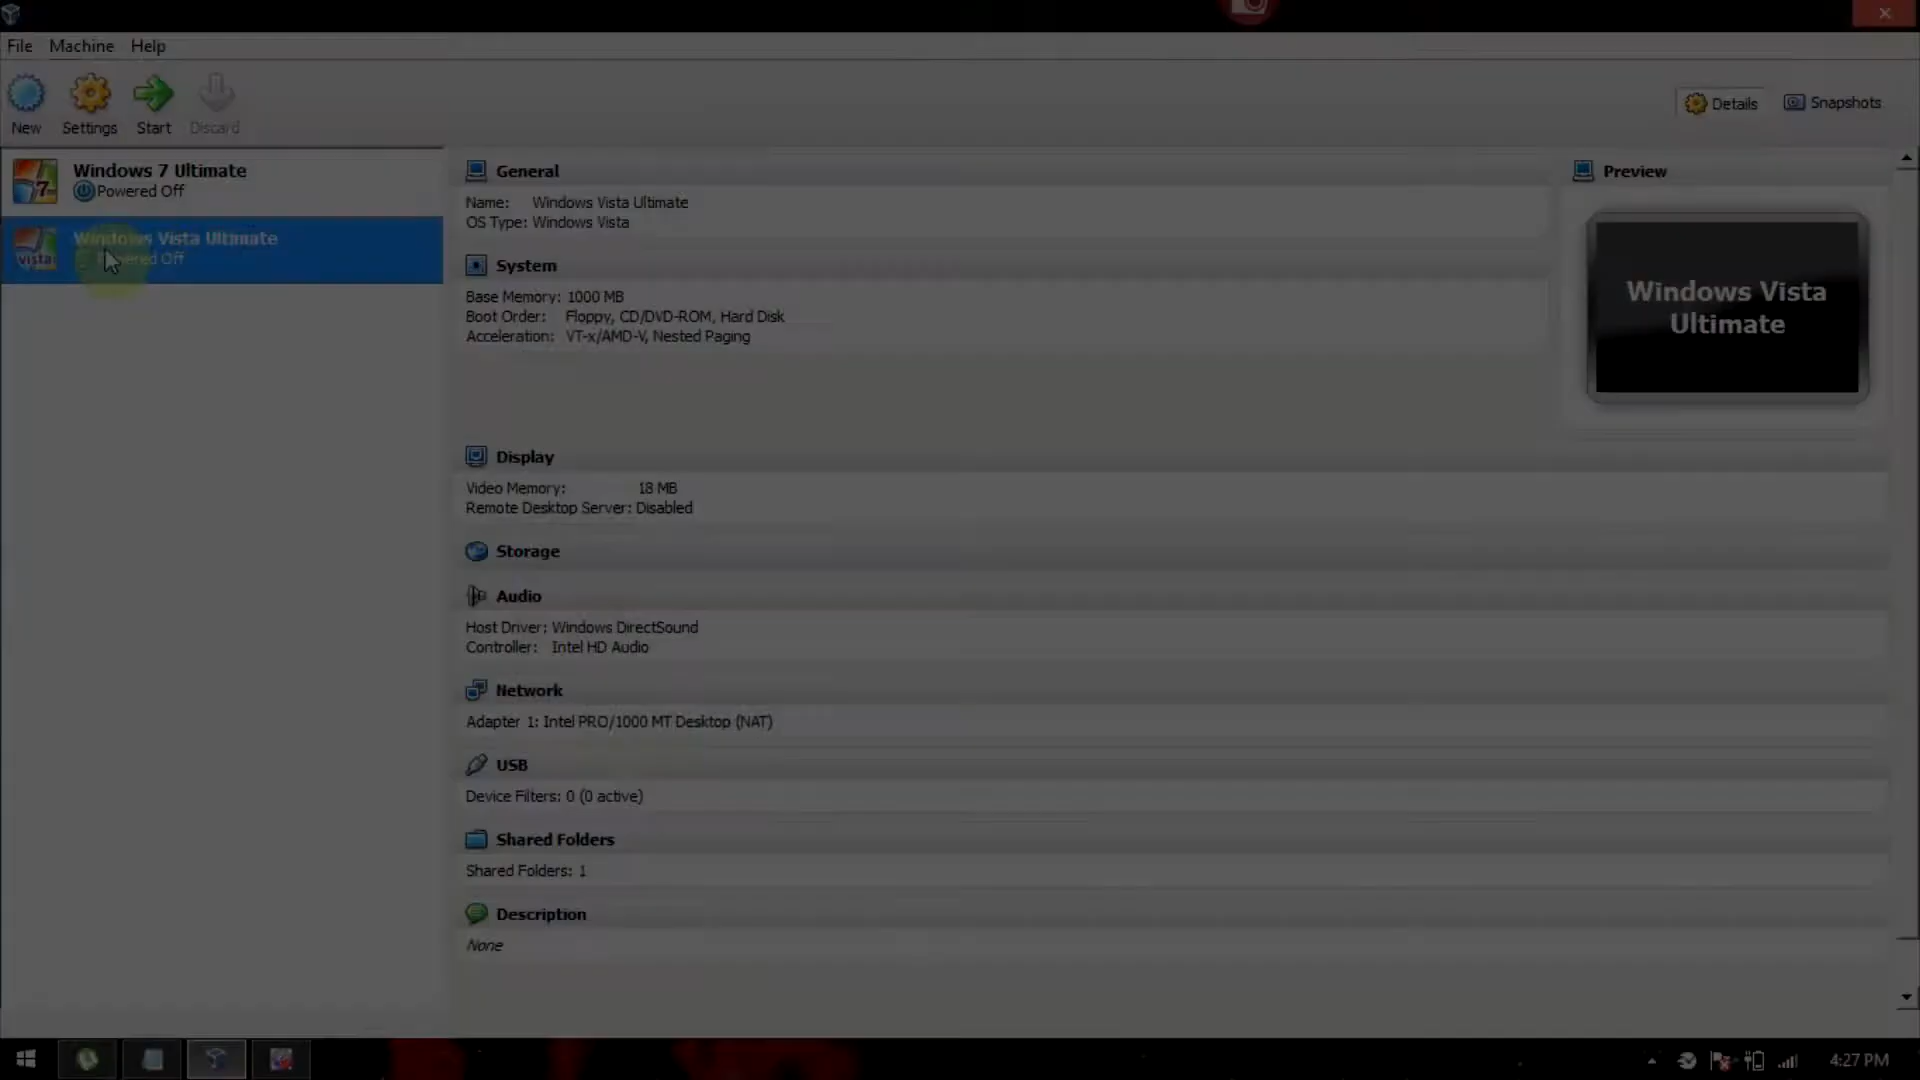 File Machine Help
New Settings Start Discard
Details Snapshots
Windows 7 Ultimate
Powered Off
Windows Vista Ultimate
Powered Off
General
Name: Windows Vista Ultimate
OS Type: Windows Vista
System
Base Memory: 1000 MB
Boot Order: Floppy, CD/DVD-ROM, Hard Disk
Acceleration: VT-x/AMD-V, Nested Paging
Preview
Windows Vista
Ultimate
Display
Video Memory: 18 MB
Remote Desktop Server: Disabled
Storage
Audio
Host Driver: Windows DirectSound
Controller: Intel HD Audio
Network
Adapter 1: Intel PRO/1000 MT Desktop (NAT)
USB
Device Filters: 0 (0 active)
Shared Folders
Shared Folders: 1
Description
None
4:27 PM